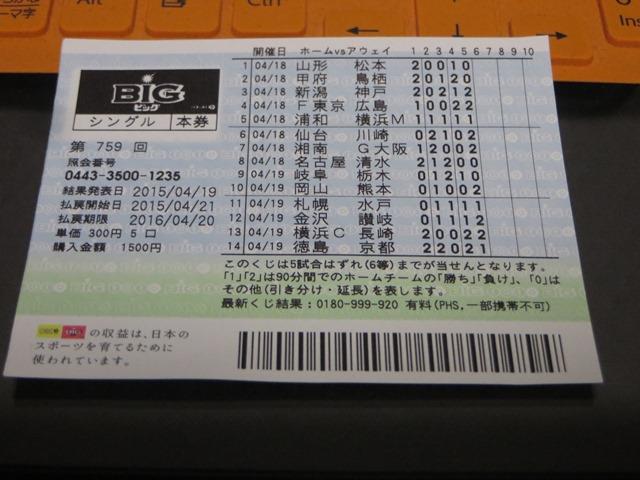 Alt
Ctrl
Ins
BIG
ビッグ
シングル 本券
第 759 回
照会番号
0443-3500-1235
結果発表日 2015/04/19
払戻開始日 2015/04/21
払戻期限 2016/04/20
単価 300円 5 口
購入金額 1500円
開催日 ホームvsアウェイ 1 2 3 4 5 6 7 8 9 10
1 04/18 山形 松本 2 0 0 1 0
2 04/18 甲府 鳥栖 2 0 1 2 0
3 04/18 新潟 神戸 2 0 2 1 2
4 04/18 F東京 広島 1 0 0 2 2
5 04/18 浦和 横浜M 1 1 1 1 1
6 04/18 仙台 川崎 0 2 1 0 2
7 04/18 湘南 G大阪 1 2 0 0 2
8 04/18 名古屋 清水 2 1 2 0 0
9 04/19 岐阜 栃木 0 1 2 1 0
10 04/19 岡山 熊本 0 1 0 0 2
11 04/19 札幌 水戸 0 1 1 1 1
12 04/19 金沢 讃岐 0 1 1 1 2
13 04/19 横浜C 長崎 2 0 0 2 2
14 04/19 徳島 京都 2 2 0 2 1
このくじは5試合はずれ(6等)までが当せんとなります。
「1」「2」は90分間でのホームチームの「勝ち」「負け」、「0」は
その他(引き分け・延長)を表します。
最新くじ結果：0180-999-920 有料(PHS,一部携帯不可)
BIG の収益は、日本の
スポーツを育てるために
使われています。